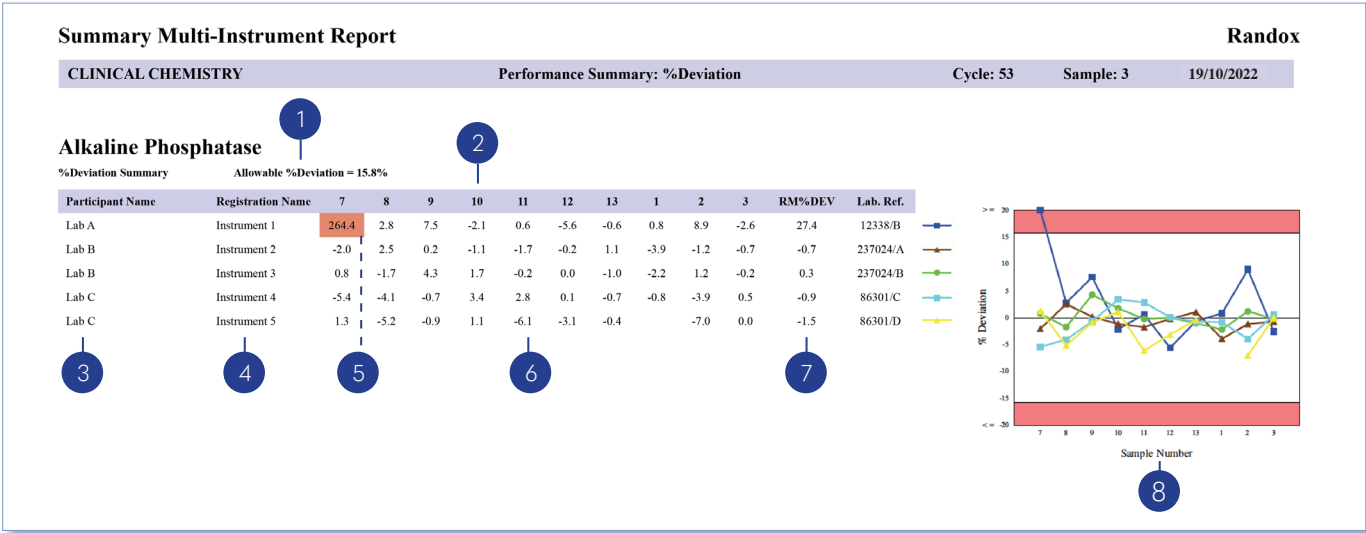 Summary Multi-Instrument Report Randox
CLINICAL CHEMISTRY Performance Summary: %Deviation Cycle: 53 Sample: 3 19/10/2022
1
2
Alkaline Phosphatase
%Deviation Summary Allowable %Deviation = 15.8%
Participant Name Registration Name 7 8 9 10 11 12 13 1 2 3 RM%DEV Lab. Ref.
Lab A Instrument 1 264.4 2.8 7.5 -2.1 0.6 -5.6 -0.6 0.8 8.9 -2.6 27.4 12338/B
Lab B Instrument 2 -2.0 2.5 0.2 -1.1 -1.7 -0.2 1.1 -3.9 -1.2 -0.7 -0.7 237024/A
Lab B Instrument 3 0.8 -1.7 4.3 1.7 -0.2 0.0 -1.0 -2.2 1.2 -0.2 0.3 237024/B
Lab C Instrument 4 -5.4 -4.1 -0.7 3.4 2.8 0.1 -0.7 -0.8 -3.9 0.5 -0.9 86301/C
Lab C Instrument 5 1.3 -5.2 -0.9 1.1 -6.1 -3.1 -0.4 -7.0 0.0 -1.5 86301/D
3 4 5 6 7
>= 20
15
10
5
0
-5
-10
-15
<= -20
% Deviation
7 8 9 10 11 12 13 1 2 3
Sample Number
8